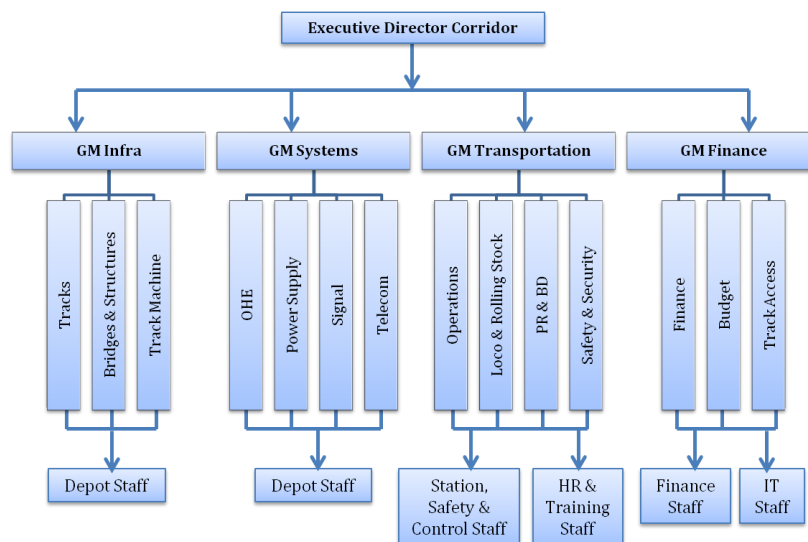 Executive Director Corridor
GM Infra
GM Systems
GM Transportation
GM Finance
Tracks
Bridges & Structures
Track Machine
OHE
Power Supply
Signal
Telecom
Operations
Loco & Rolling Stock
PR & BD
Safety & Security
Finance
Budget
Track Access
Depot Staff
Depot Staff
Station,
Safety &
Control Staff
HR &
Training
Staff
Finance
Staff
IT
Staff